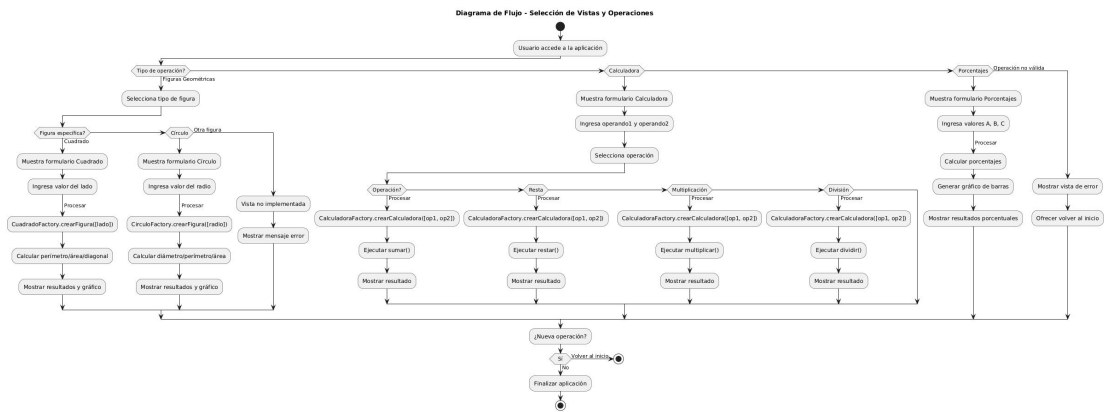 Diagrama de Flujo - Selección de Vistas y Operaciones
Usuario accede a la aplicación
Tipo de operación?
Figuras Geométricas
Selecciona tipo de figura
Figura específica?
Cuadrado
Muestra formulario Cuadrado
Ingresa valor del lado
Procesar
CuadradoFactory.crearFigura([lado])
Calcular perímetro/área/diagonal
Mostrar resultados y gráfico
Círculo
Muestra formulario Círculo
Ingresa valor del radio
Procesar
CirculoFactory.crearFigura([radio])
Calcular diámetro/perímetro/área
Mostrar resultados y gráfico
Otra figura
Vista no implementada
Mostrar mensaje error
Calculadora
Muestra formulario Calculadora
Ingresa operando1 y operando2
Selecciona operación
Operación?
Procesar
CalculadoraFactory.crearCalculadora([op1, op2])
Ejecutar sumar()
Mostrar resultado
Resta
Procesar
CalculadoraFactory.crearCalculadora([op1, op2])
Ejecutar restar()
Mostrar resultado
Multiplicación
Procesar
CalculadoraFactory.crearCalculadora([op1, op2])
Ejecutar multiplicar()
Mostrar resultado
División
Procesar
CalculadoraFactory.crearCalculadora([op1, op2])
Ejecutar dividir()
Mostrar resultado
Porcentajes
Muestra formulario Porcentajes
Ingresa valores A, B, C
Procesar
Calcular porcentajes
Generar gráfico de barras
Mostrar resultados porcentuales
Operación no válida
Mostrar vista de error
Ofrecer volver al inicio
¿Nueva operación?
Sí
Volver al inicio
No
Finalizar aplicación